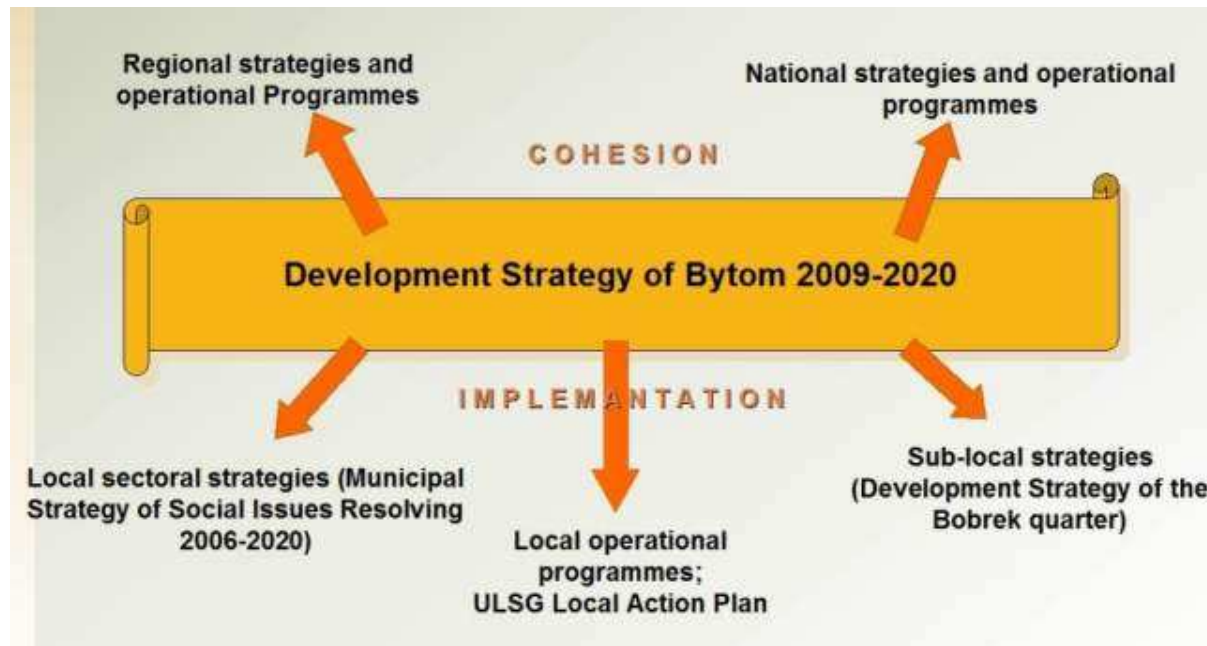 Regional strategies and
operational Programmes
National strategies and operational
programmes
COHESION
Development Strategy of Bytom 2009-2020
IMPLEMANTATION
Local sectoral strategies (Municipal
Strategy of Social Issues Resolving
2006-2020)
Local operational
programmes;
ULSG Local Action Plan
Sub-local strategies
(Development Strategy of the
Bobrek quarter)